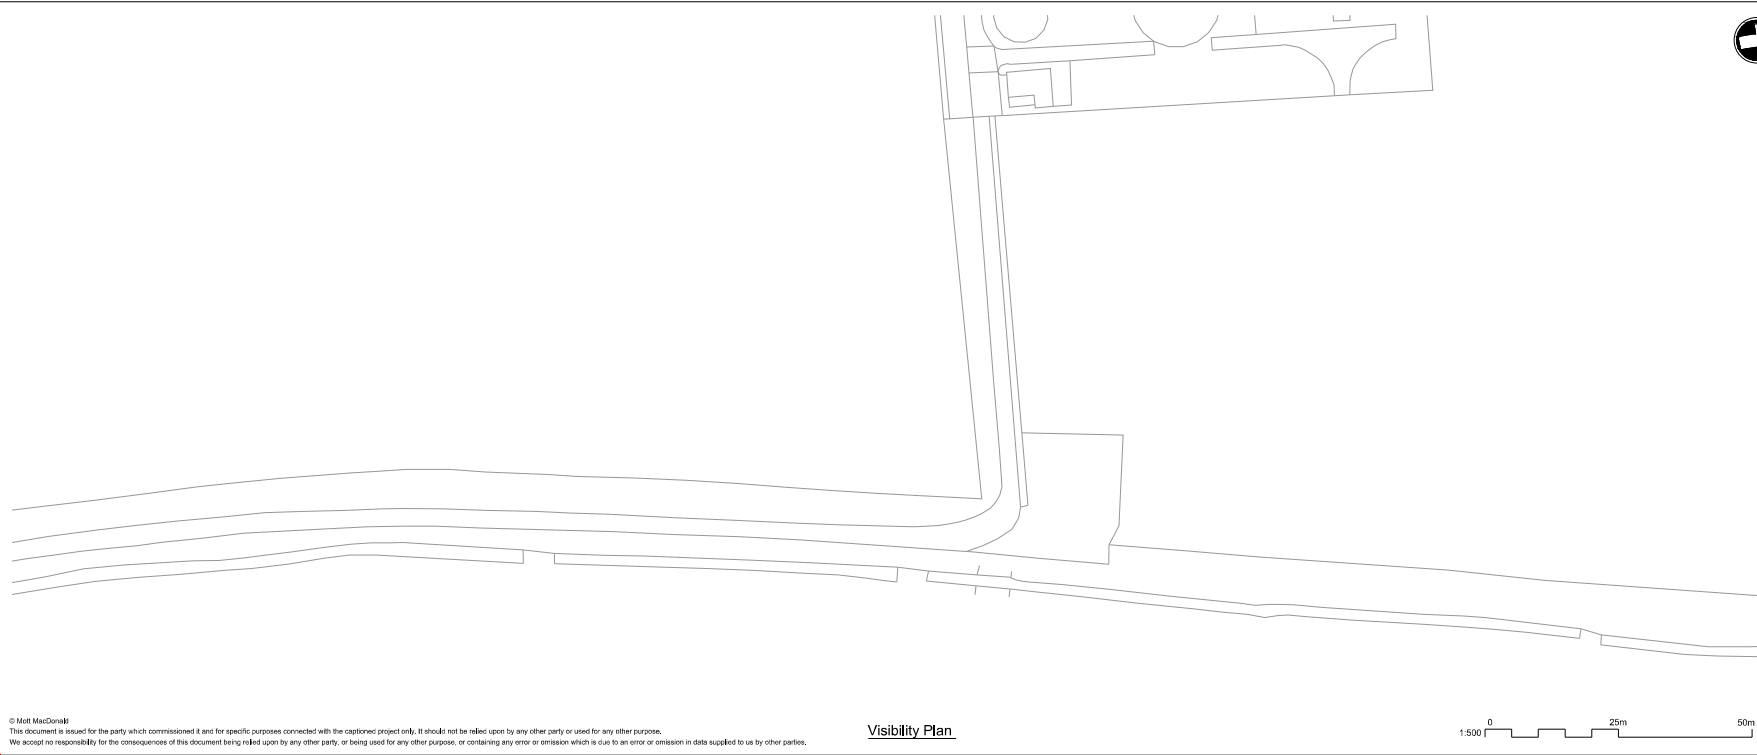 © Mott MacDonald
This document is issued for the party which commissioned it and for specific purposes connected with the captioned project only. It should not be relied upon by any other party or used for any other purpose.
We accept no responsibility for the consequences of this document being relied upon by any other party, or being used for any other purpose, or containing any error or omission which is due to an error or omission in data supplied to us by other parties.
Visibility Plan
0 25m 50m
1:500